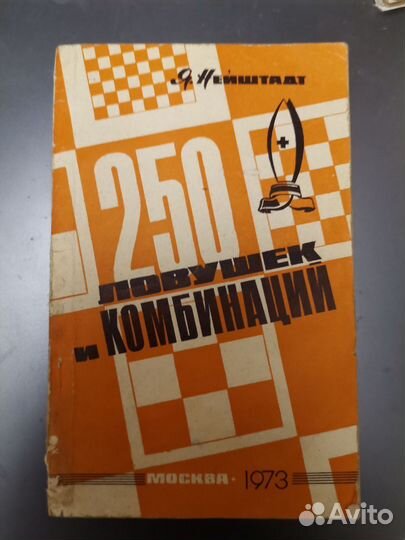 Я. НЕЙШТАДТ
250
ЛОВУШЕК
и КОМБИНАЦИЙ
МОСКВА · 1973
Avito